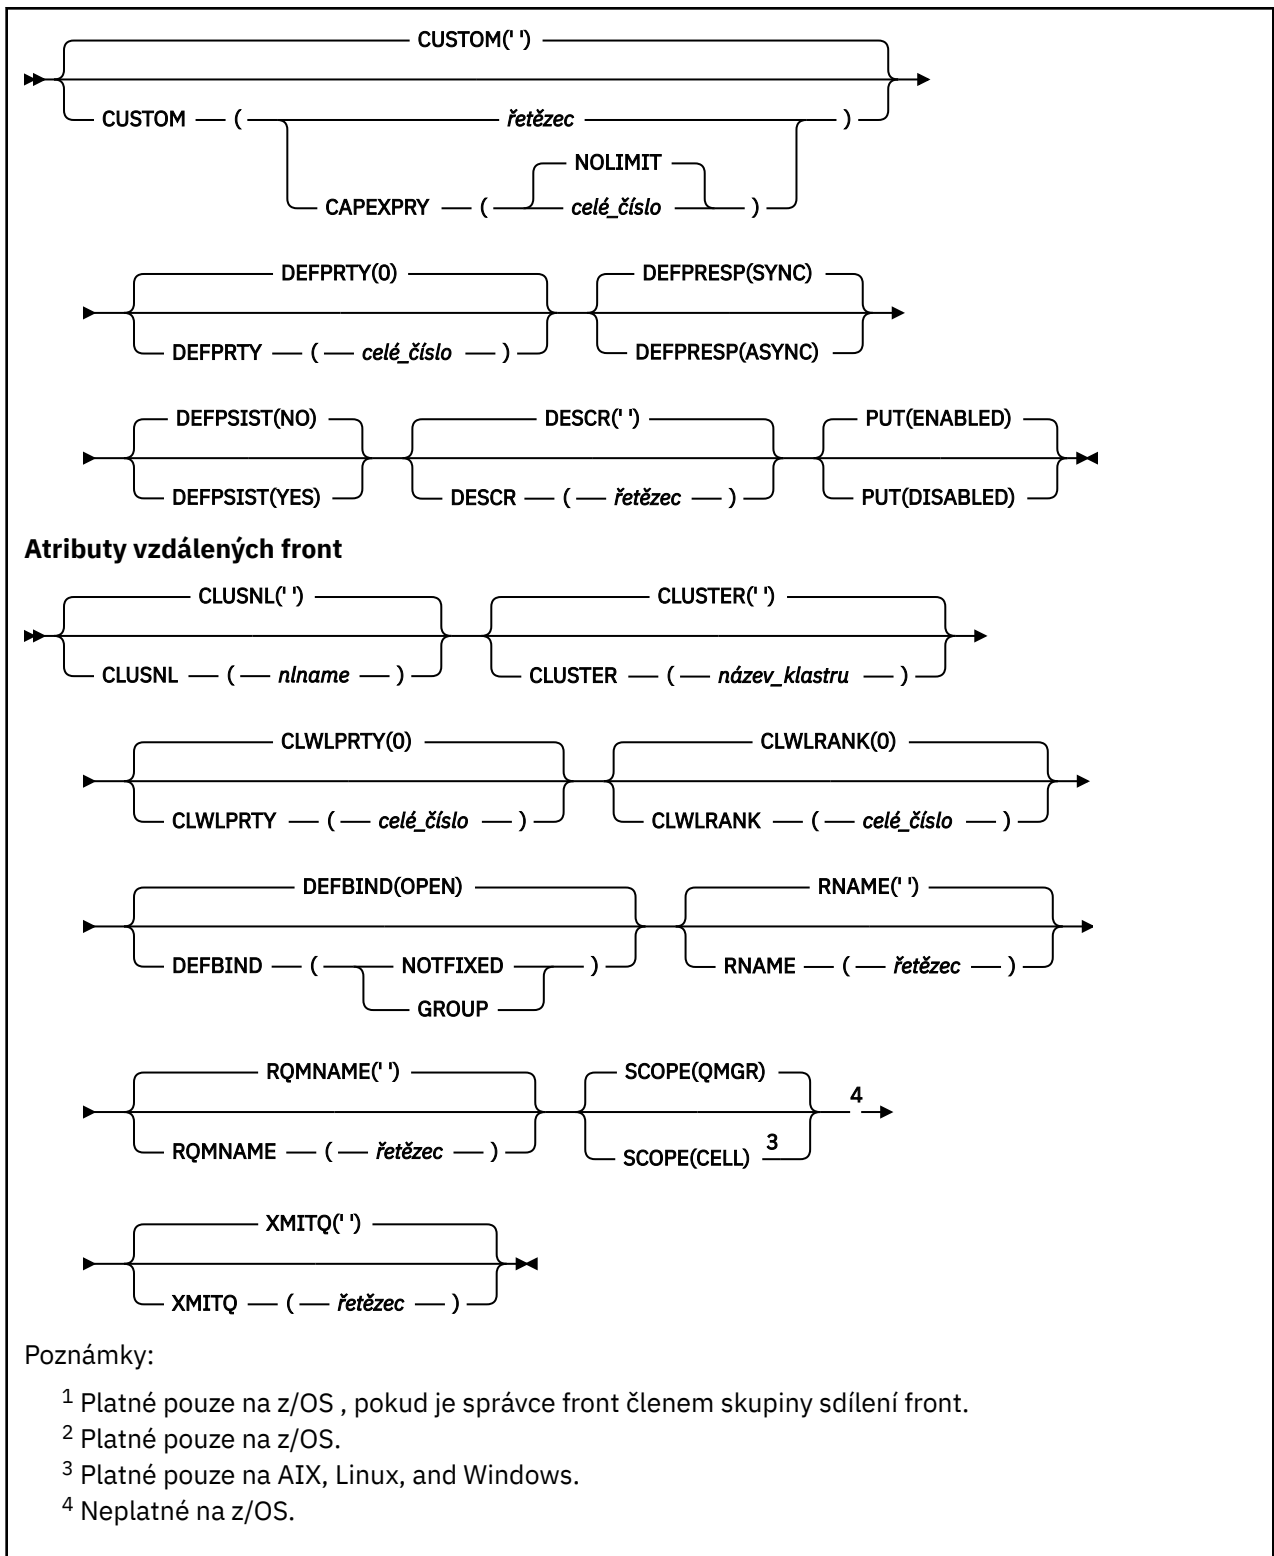 CUSTOM(' ')
CUSTOM ( řetězec )
NOLIMIT
CAPEXPRY ( celé_číslo )
DEFPRTY(0) DEFPRESP(SYNC)
DEFPRTY ( celé_číslo ) DEFPRESP(ASYNC)
DEFPSIST(NO) DESCR(' ') PUT(ENABLED)
DEFPSIST(YES) DESCR ( řetězec ) PUT(DISABLED)
Atributy vzdálených front
CLUSNL(' ') CLUSTER(' ')
CLUSNL ( nlname ) CLUSTER ( název_klastru )
CLWLPRTY(0) CLWLRANK(0)
CLWLPRTY ( celé_číslo ) CLWLRANK ( celé_číslo )
DEFBIND(OPEN) RNAME(' ')
DEFBIND ( NOTFIXED ) RNAME ( řetězec )
GROUP
RQMNAME(' ') SCOPE(QMGR) 4
RQMNAME ( řetězec ) SCOPE(CELL) 3
XMITQ(' ')
XMITQ ( řetězec )
Poznámky:
1 Platné pouze na z/OS , pokud je správce front členem skupiny sdílení front.
2 Platné pouze na z/OS.
3 Platné pouze na AIX, Linux, and Windows.
4 Neplatné na z/OS.